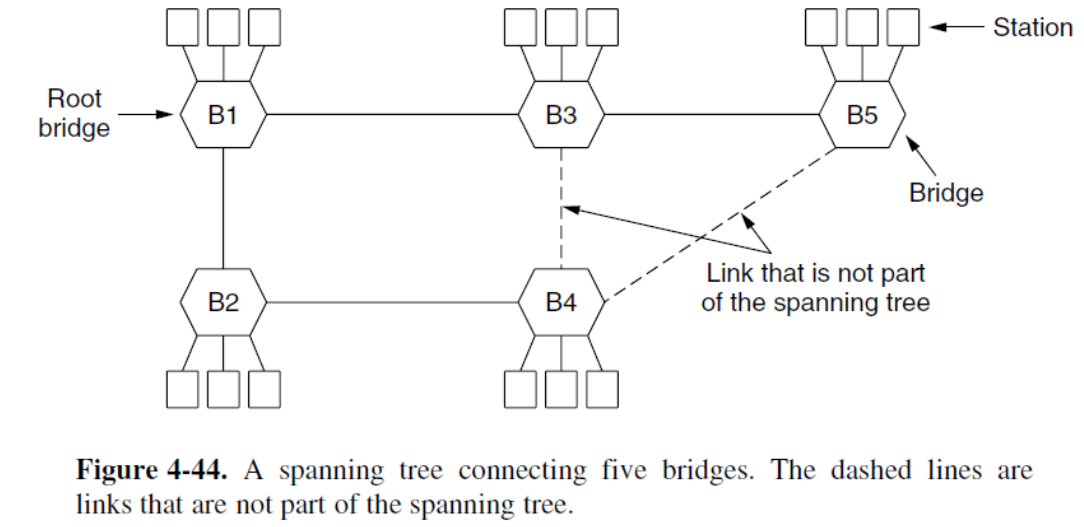 Station
Root
bridge
B1
B3
B5
Bridge
Link that is not part
of the spanning tree
B2
B4
Figure 4-44. A spanning tree connecting five bridges. The dashed lines are
links that are not part of the spanning tree.